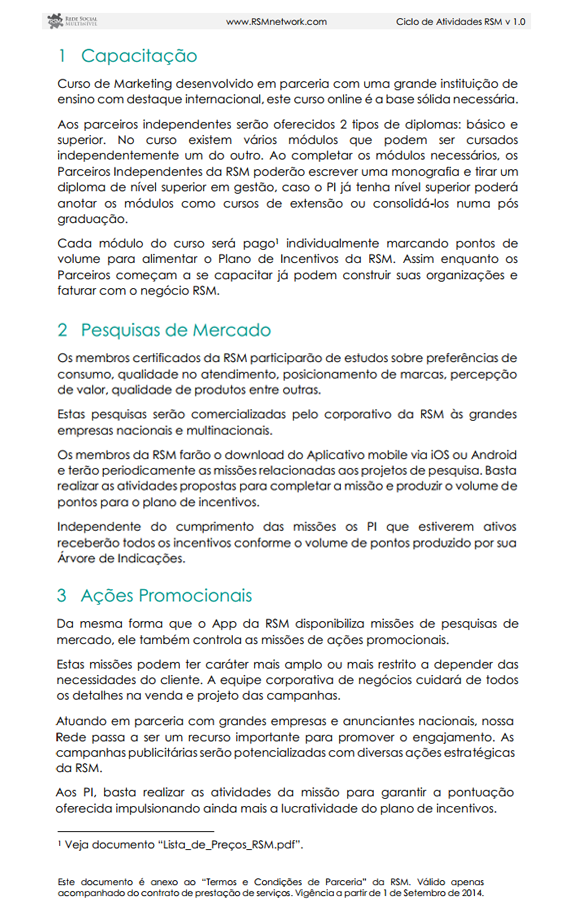 REDE SOCIAL
MULTINÍVEL
www.RSMnetwork.com
Ciclo de Atividades RSM v 1.0
1 Capacitação
Curso de Marketing desenvolvido em parceria com uma grande instituição de
ensino com destaque internacional, este curso online é a base sólida necessária.
Aos parceiros independentes serão oferecidos 2 tipos de diplomas: básico e
superior. No curso existem vários módulos que podem ser cursados
independentemente um do outro. Ao completar os módulos necessários, os
Parceiros Independentes da RSM poderão escrever uma monografia e tirar um
diploma de nível superior em gestão, caso o PI já tenha nível superior poderá
anotar os módulos como cursos de extensão ou consolidá-los numa pós
graduação.
Cada módulo do curso será pago¹ individualmente marcando pontos de
volume para alimentar o Plano de Incentivos da RSM. Assim enquanto os
Parceiros começam a se capacitar já podem construir suas organizações e
faturar com o negócio RSM.
2 Pesquisas de Mercado
Os membros certificados da RSM participarão de estudos sobre preferências de
consumo, qualidade no atendimento, posicionamento de marcas, percepção
de valor, qualidade de produtos entre outras.
Estas pesquisas serão comercializadas pelo corporativo da RSM às grandes
empresas nacionais e multinacionais.
Os membros da RSM farão o download do Aplicativo mobile via iOS ou Android
e terão periodicamente as missões relacionadas aos projetos de pesquisa. Basta
realizar as atividades propostas para completar a missão e produzir o volume de
pontos para o plano de incentivos.
Independente do cumprimento das missões os PI que estiverem ativos
receberão todos os incentivos conforme o volume de pontos produzido por sua
Árvore de Indicações.
3 Ações Promocionais
Da mesma forma que o App da RSM disponibiliza missões de pesquisas de
mercado, ele também controla as missões de ações promocionais.
Estas missões podem ter caráter mais amplo ou mais restrito a depender das
necessidades do cliente. A equipe corporativa de negócios cuidará de todos
os detalhes na venda e projeto das campanhas.
Atuando em parceria com grandes empresas e anunciantes nacionais, nossa
Rede passa a ser um recurso importante para promover o engajamento. As
campanhas publicitárias serão potencializadas com diversas ações estratégicas
da RSM.
Aos PI, basta realizar as atividades da missão para garantir a pontuação
oferecida impulsionando ainda mais a lucratividade do plano de incentivos.
¹ Veja documento “Lista_de_Preços_RSM.pdf”.
Este documento é anexo ao “Termos e Condições de Parceria” da RSM. Válido apenas
acompanhado do contrato de prestação de serviços. Vigência a partir de 1 de Setembro de 2014.